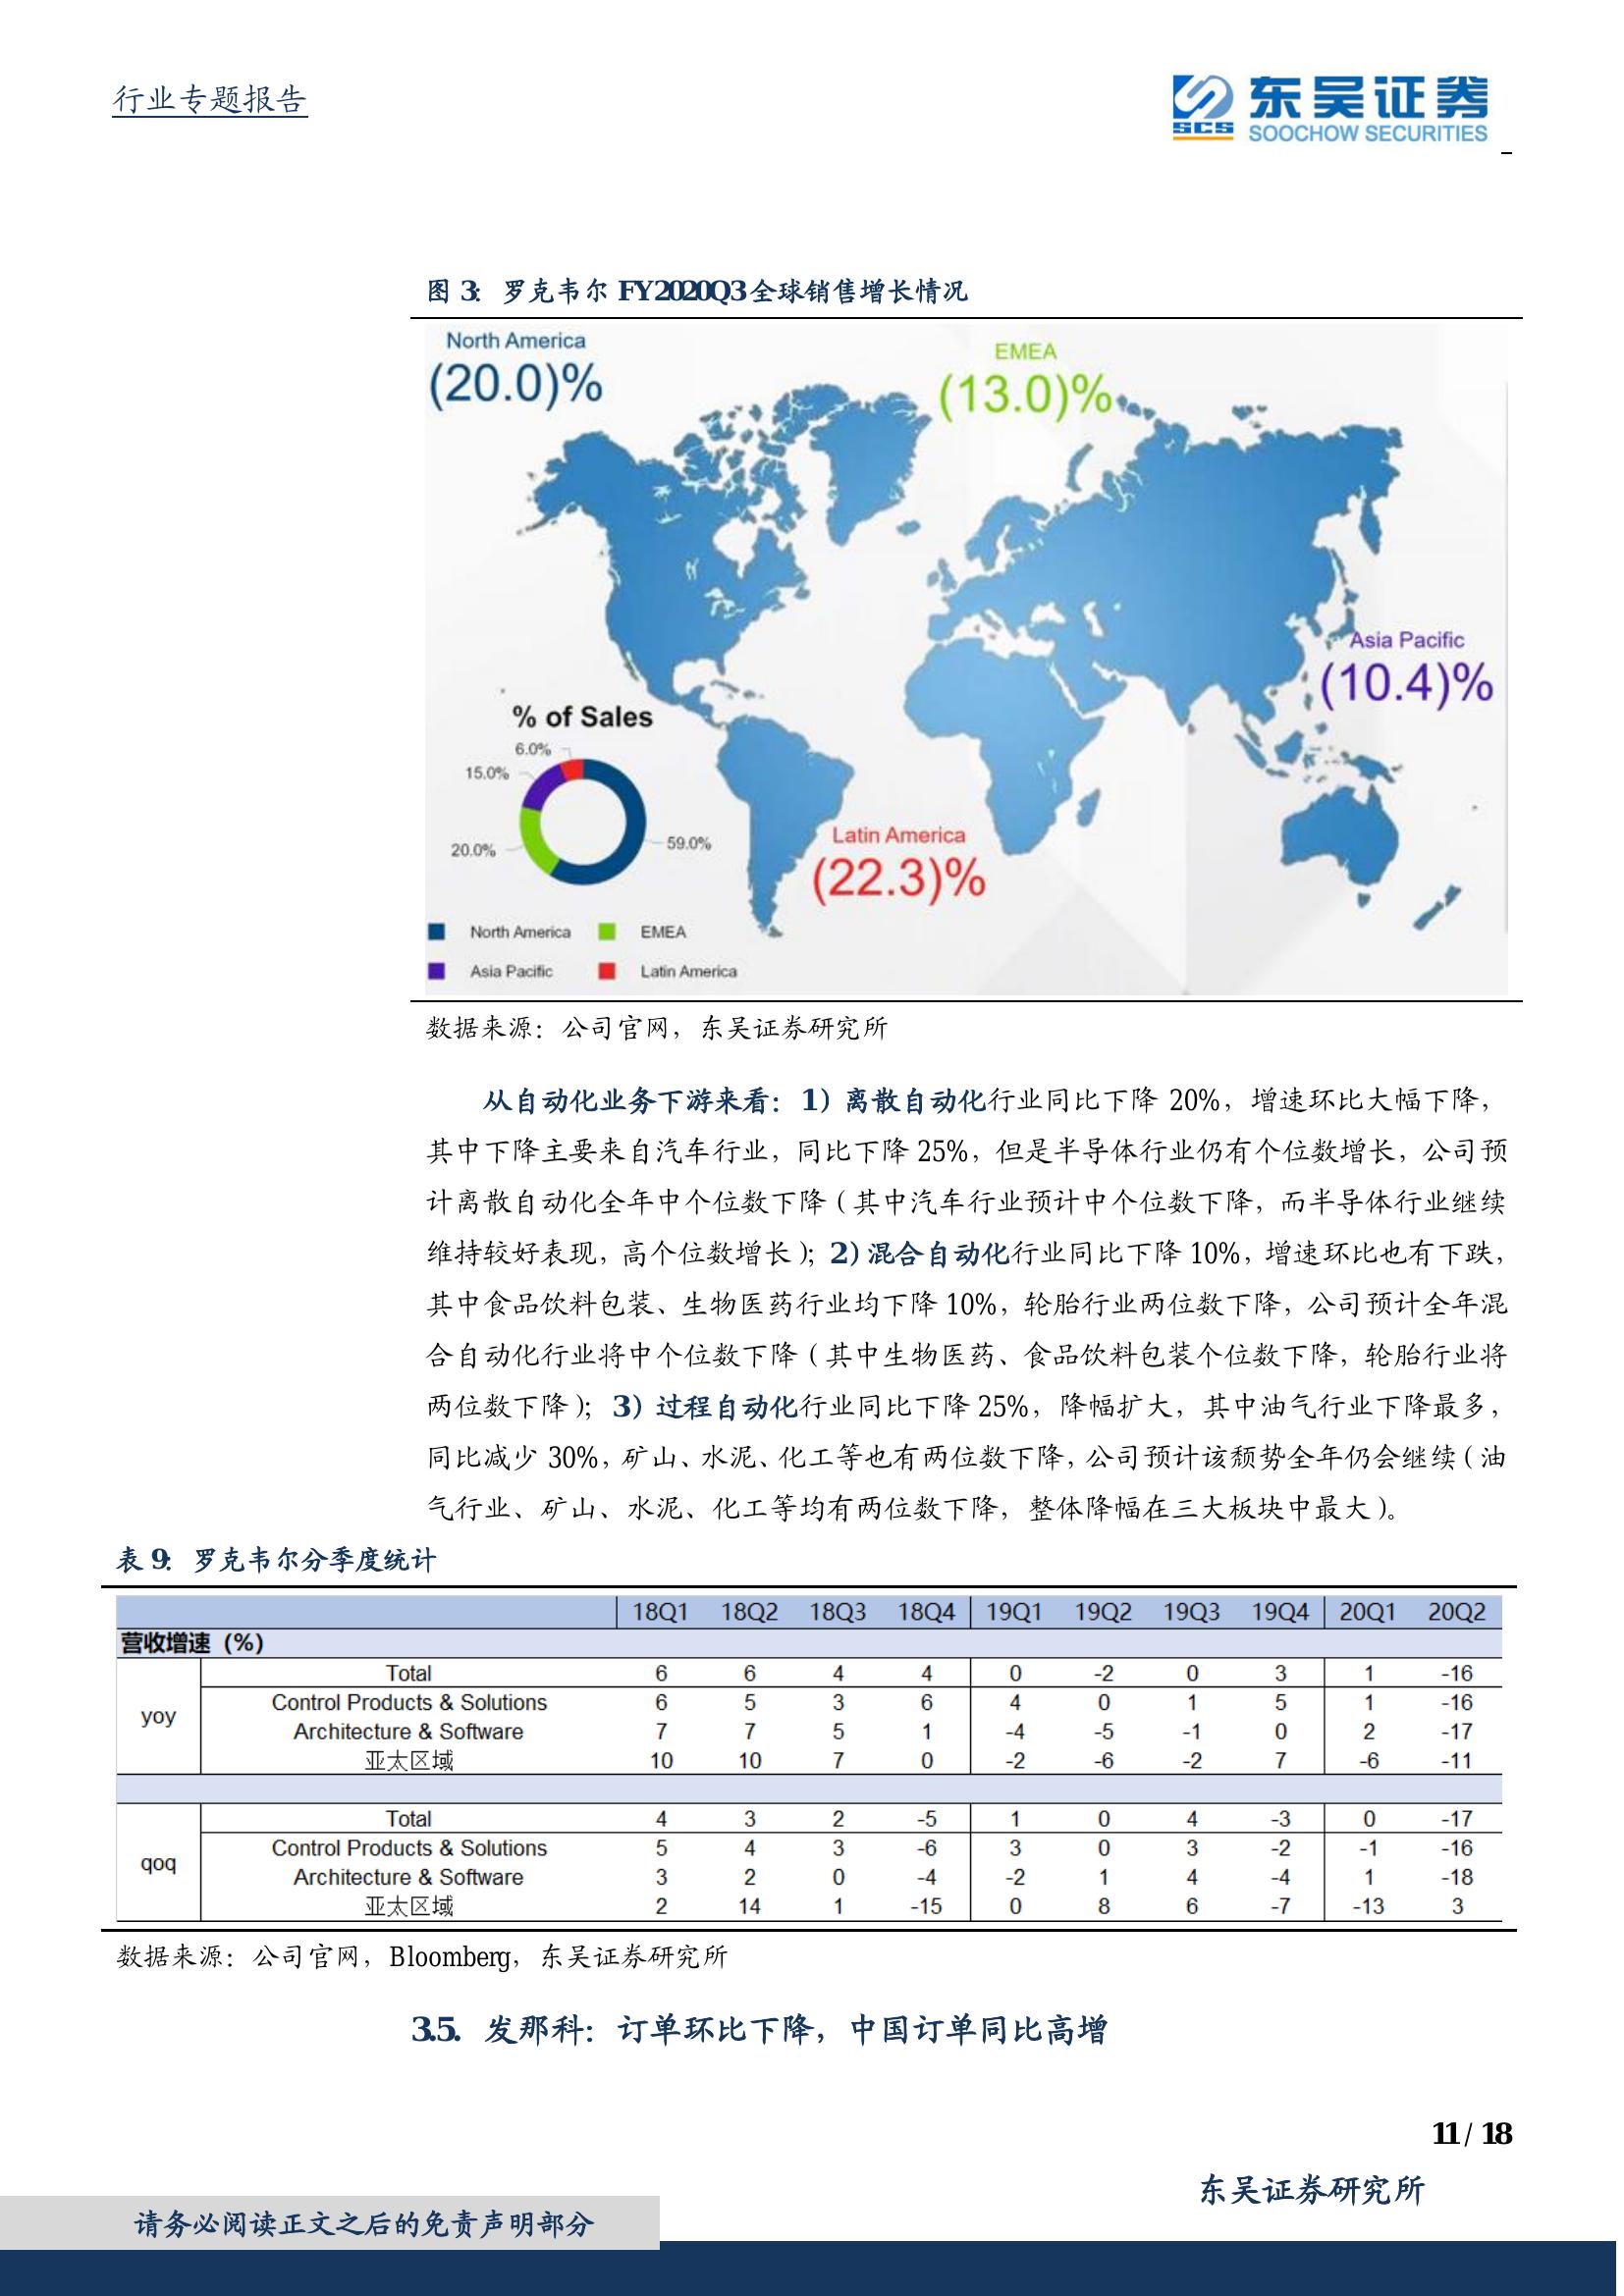 行业专题报告
SCS 东吴证券
SOOCHOW SECURITIES
图 3: 罗克韦尔 FY2020Q3 全球销售增长情况
North America
(20.0)%
EMEA
(13.0)%
Asia Pacific
(10.4)%
% of Sales
6.0%
15.0%
20.0%
59.0%
Latin America
(22.3)%
North America EMEA
Asia Pacific Latin America
数据来源：公司官网，东吴证券研究所
从自动化业务下游来看：1）离散自动化行业同比下降 20%，增速环比大幅下降，
其中下降主要来自汽车行业，同比下降 25%，但是半导体行业仍有个位数增长，公司预
计离散自动化全年中个位数下降（其中汽车行业预计中个位数下降，而半导体行业继续
维持较好表现，高个位数增长）；2）混合自动化行业同比下降 10%，增速环比也有下跌，
其中食品饮料包装、生物医药行业均下降 10%，轮胎行业两位数下降，公司预计全年混
合自动化行业将中个位数下降（其中生物医药、食品饮料包装个位数下降，轮胎行业将
两位数下降）；3）过程自动化行业同比下降 25%，降幅扩大，其中油气行业下降最多，
同比减少 30%，矿山、水泥、化工等也有两位数下降，公司预计该颓势全年仍会继续（油
气行业、矿山、水泥、化工等均有两位数下降，整体降幅在三大板块中最大）。
表 9: 罗克韦尔分季度统计
18Q1 18Q2 18Q3 18Q4 19Q1 19Q2 19Q3 19Q4 20Q1 20Q2
营收增速（%）
yoy
Total 6 6 4 4 0 -2 0 3 1 -16
Control Products & Solutions 6 5 3 6 4 0 1 5 1 -16
Architecture & Software 7 7 5 1 -4 -5 -1 0 2 -17
亚太区域 10 10 7 0 -2 -6 -2 7 -6 -11
qoq
Total 4 3 2 -5 1 0 4 -3 0 -17
Control Products & Solutions 5 4 3 -6 3 0 3 -2 -1 -16
Architecture & Software 3 2 0 -4 -2 1 4 -4 1 -18
亚太区域 2 14 1 -15 0 8 6 -7 -13 3
数据来源：公司官网，Bloomberg，东吴证券研究所
3.5. 发那科：订单环比下降，中国订单同比高增
11 / 18
东吴证券研究所
请务必阅读正文之后的免责声明部分